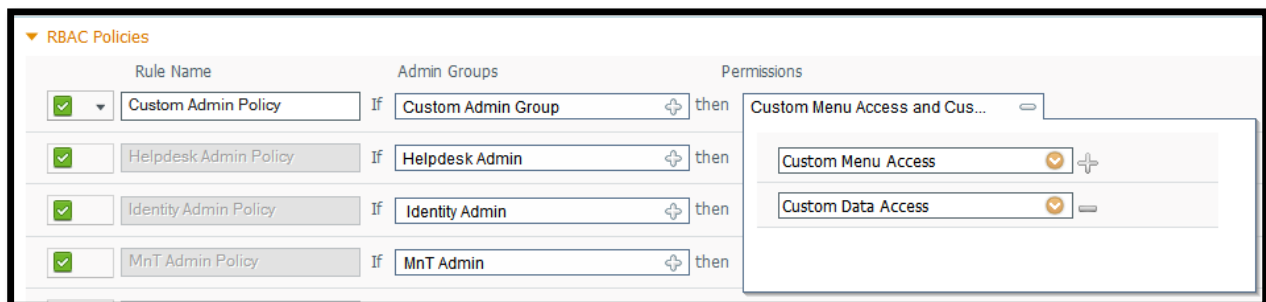 RBAC Policies
Rule Name Admin Groups Permissions
Custom Admin Policy If Custom Admin Group then Custom Menu Access and Cus...
Helpdesk Admin Policy If Helpdesk Admin then Custom Menu Access
Identity Admin Policy If Identity Admin then Custom Data Access
MnT Admin Policy If MnT Admin then